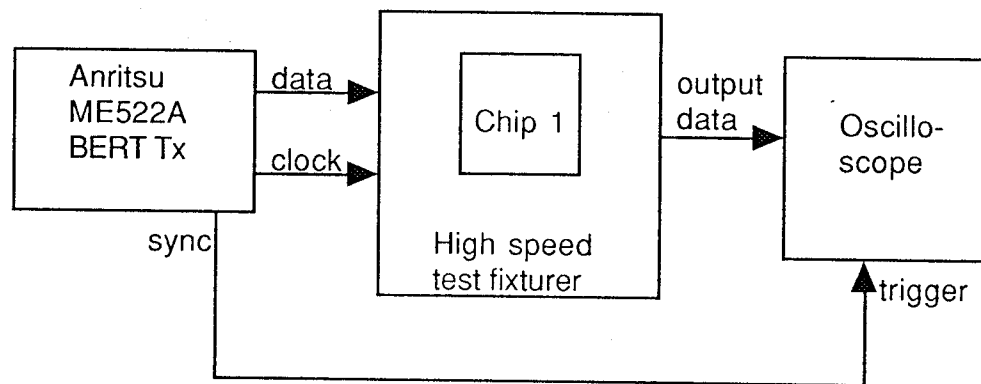 Anritsu
ME522A
BERT Tx
data
clock
sync
Chip 1
High speed
test fixturer
output
data
Oscillo-
scope
trigger